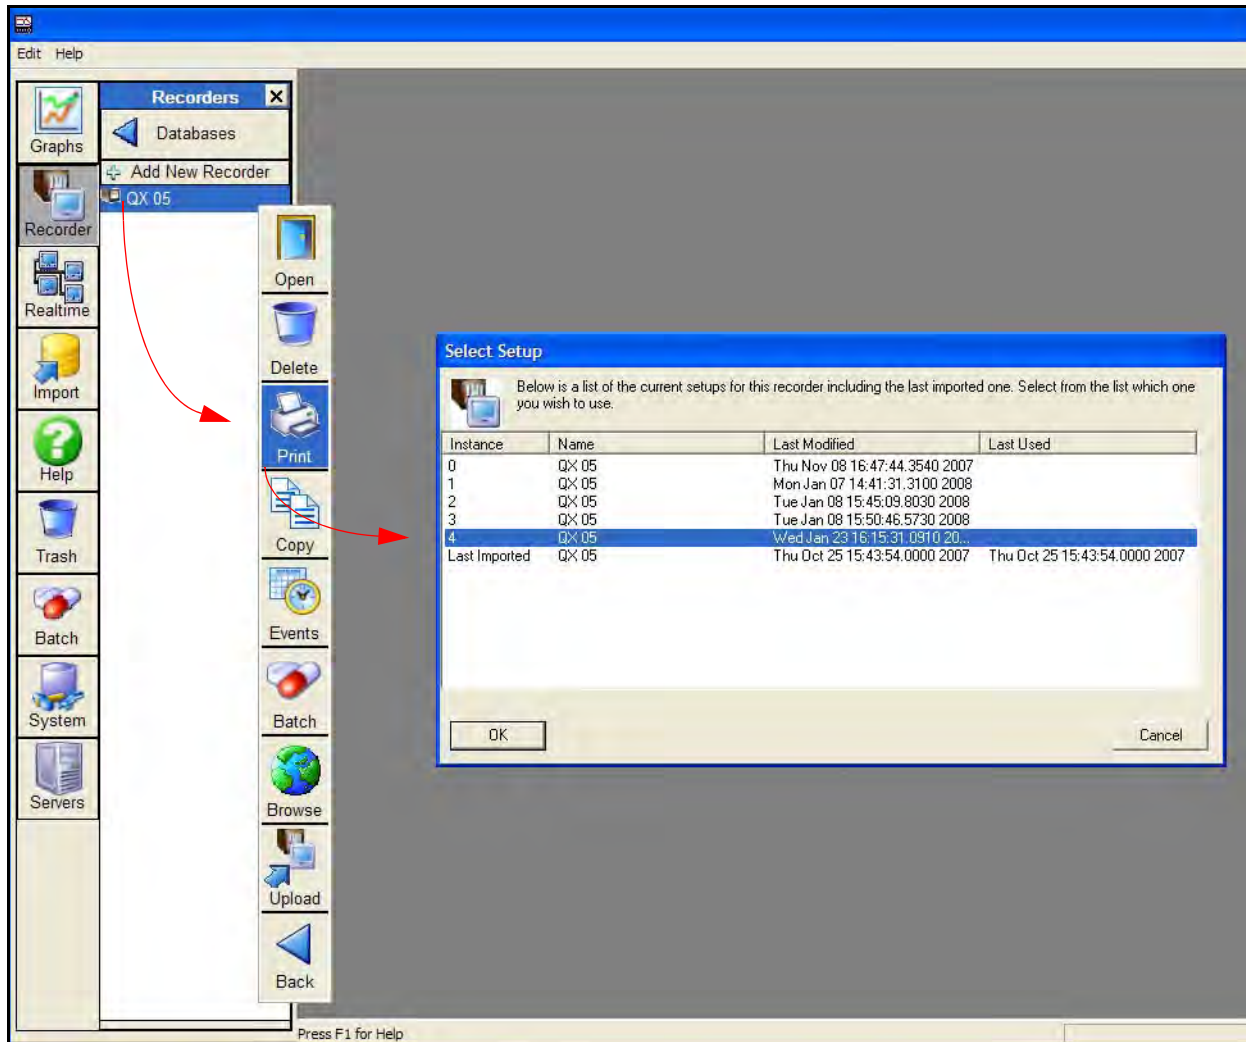 Edit Help
Graphs
Recorder
Realtime
Import
Help
Trash
Batch
System
Servers
Recorders
Databases
Add New Recorder
QX 05
Open
Delete
Print
Copy
Events
Batch
Browse
Upload
Back
Select Setup
Below is a list of the current setups for this recorder including the last imported one. Select from the list which one
you wish to use.
Instance Name Last Modified Last Used
0 QX 05 Thu Nov 08 16:47:44.3540 2007
1 QX 05 Mon Jan 07 14:41:31.3100 2008
2 QX 05 Tue Jan 08 15:45:09.8030 2008
3 QX 05 Tue Jan 08 15:50:46.5730 2008
4 QX 05 Wed Jan 23 16:15:31.0910 20...
Last Imported QX 05 Thu Oct 25 15:43:54.0000 2007 Thu Oct 25 15:43:54.0000 2007
OK Cancel
Press F1 for Help